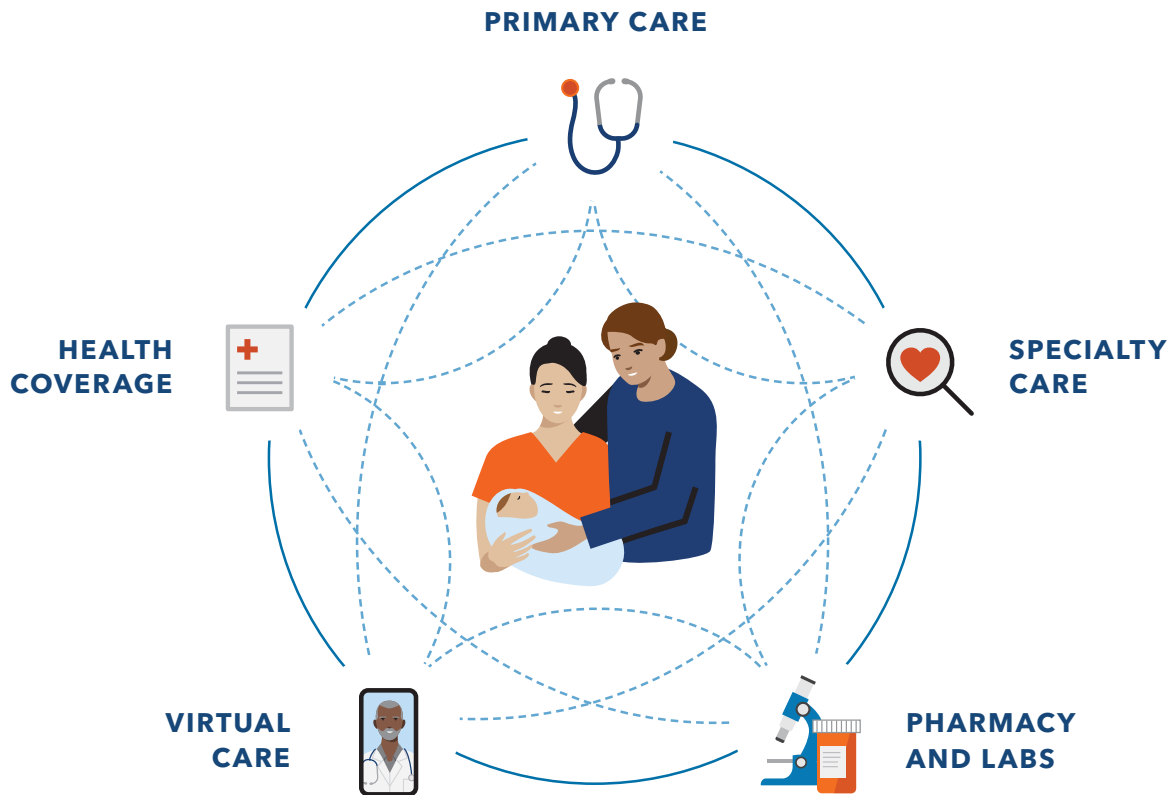 PRIMARY CARE
HEALTH
COVERAGE
SPECIALTY
CARE
VIRTUAL
CARE
PHARMACY
AND LABS